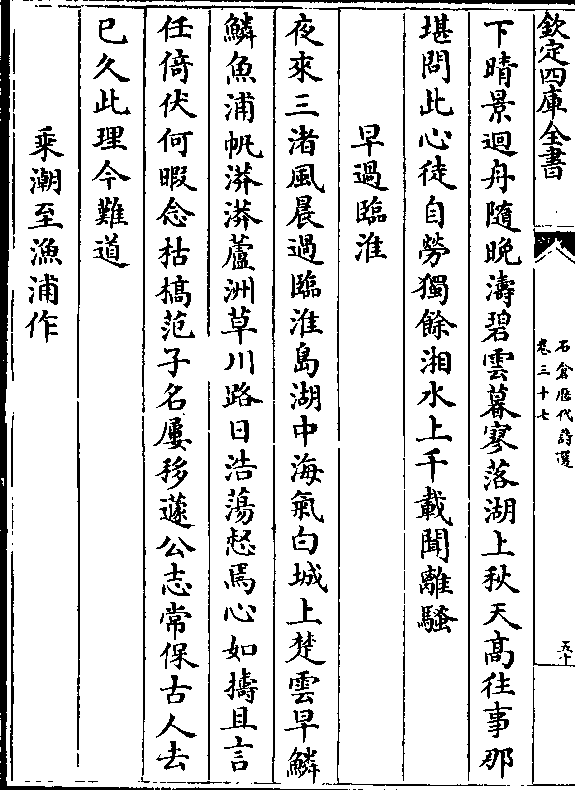 欽定四庫全書
石倉歷代詩選
卷三十七
五十
下晴景迴舟隨晚濤碧雲暮寥落湖上秋天高往事那
堪問此心徒自勞獨餘湘水上千載聞離騷
早過臨淮
夜來三渚風晨過臨淮島湖中海氣白城上楚雲早鱗
鱗魚浦帆漭漭蘆洲草川路日浩蕩惄焉心如擣且言
任倚伏何暇念枯槁范子名屢移蘧公志常保古人去
已久此理今難道
乘潮至漁浦作